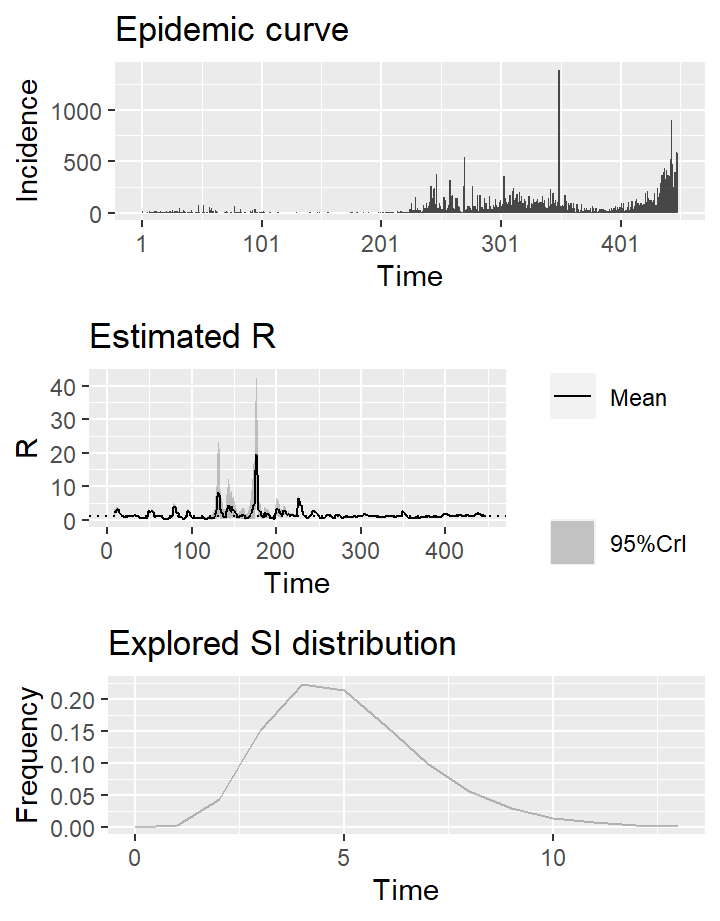 Epidemic curve
Incidence
1000
500
0
1 101 201 301 401
Time
Estimated R
R
40
30
20
10
0
0 100 200 300 400
Time
Mean
95%CrI
Explored SI distribution
Frequency
0.20
0.15
0.10
0.05
0.00
0 5 10
Time